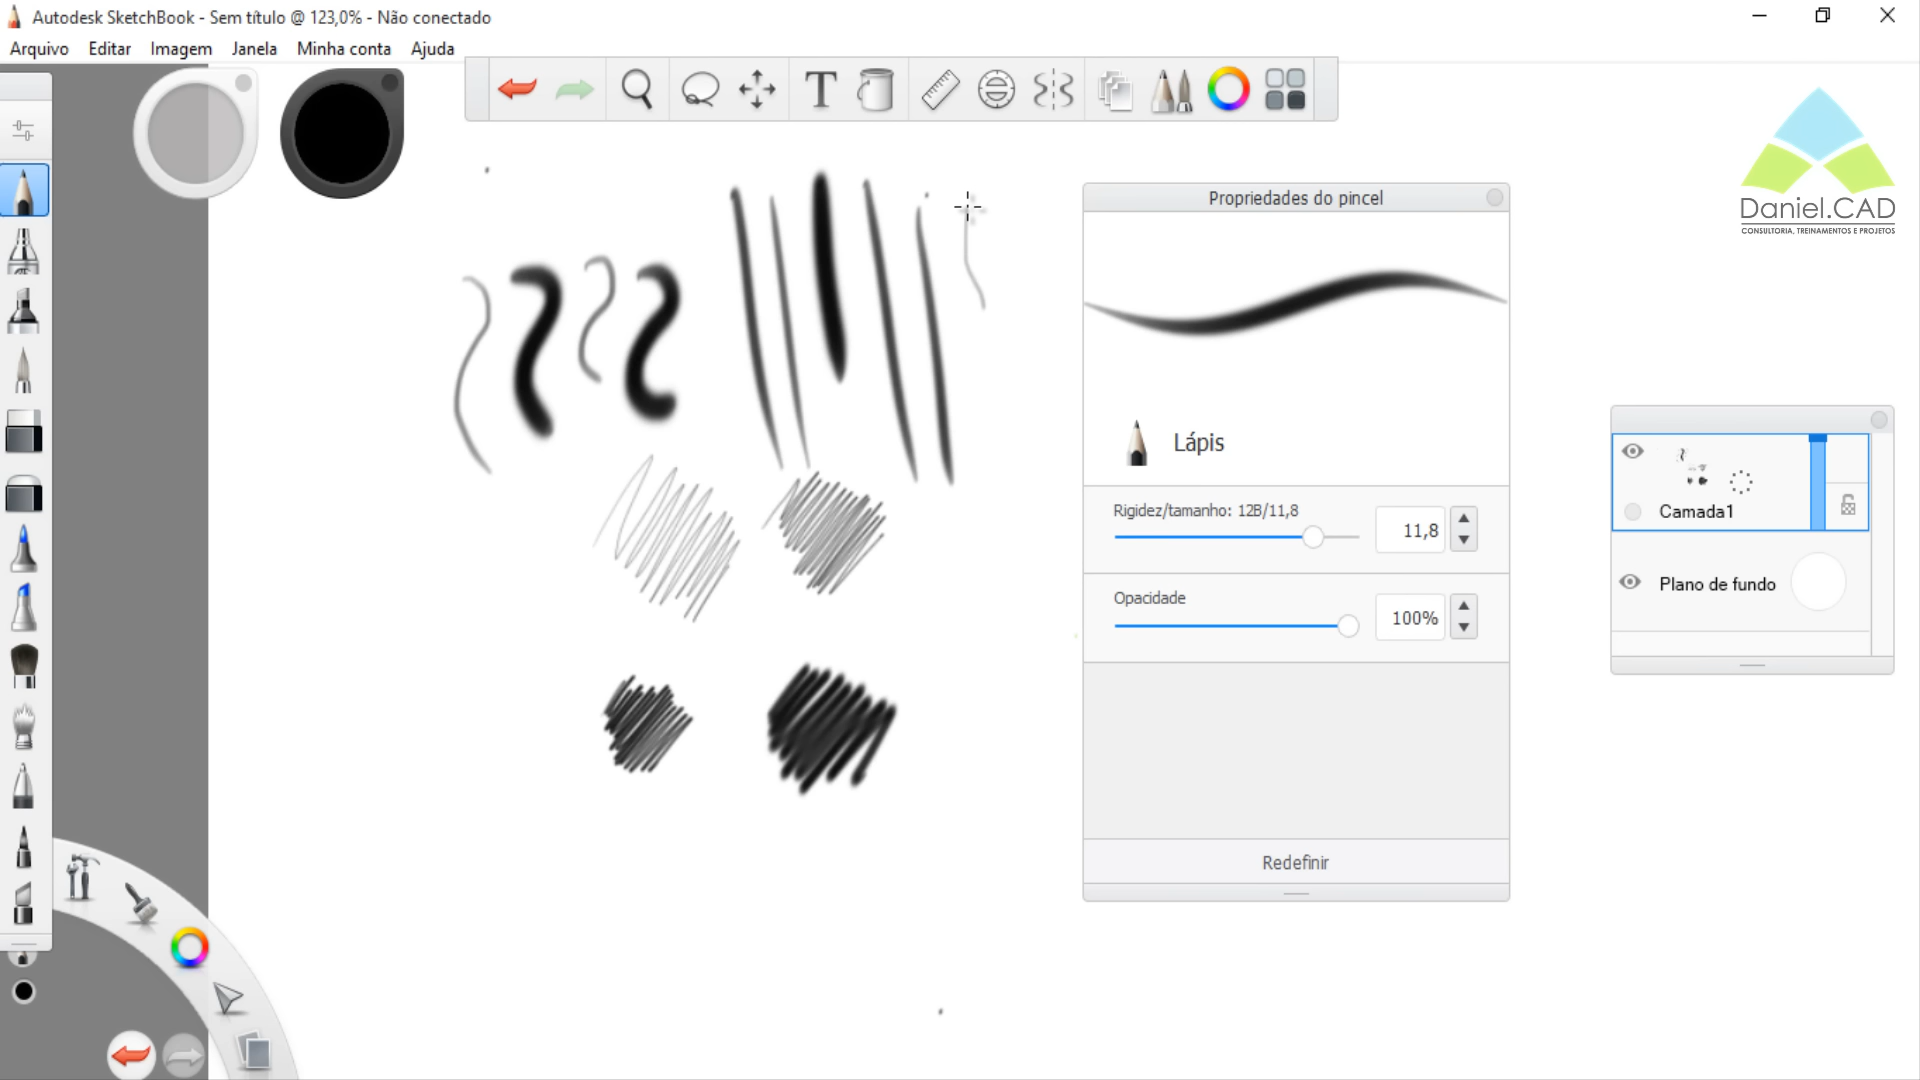 Autodesk SketchBook - Sem título @ 123,0% - Não conectado
Arquivo Editar Imagem Janela Minha conta Ajuda
T
Daniel.CAD
CONSULTORIA, TREINAMENTOS E PROJETOS
Propriedades do pincel
Lápis
Rigidez/tamanho: 12B/11,8
11,8
Opacidade
100%
Redefinir
Camada1
Plano de fundo